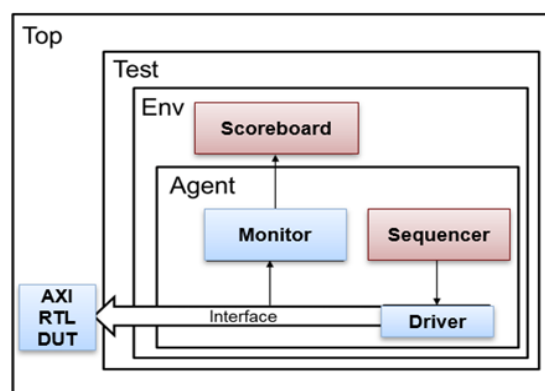 Top
Test
Env
Scoreboard
Agent
Monitor
Sequencer
AXI
RTL
DUT
Interface
Driver